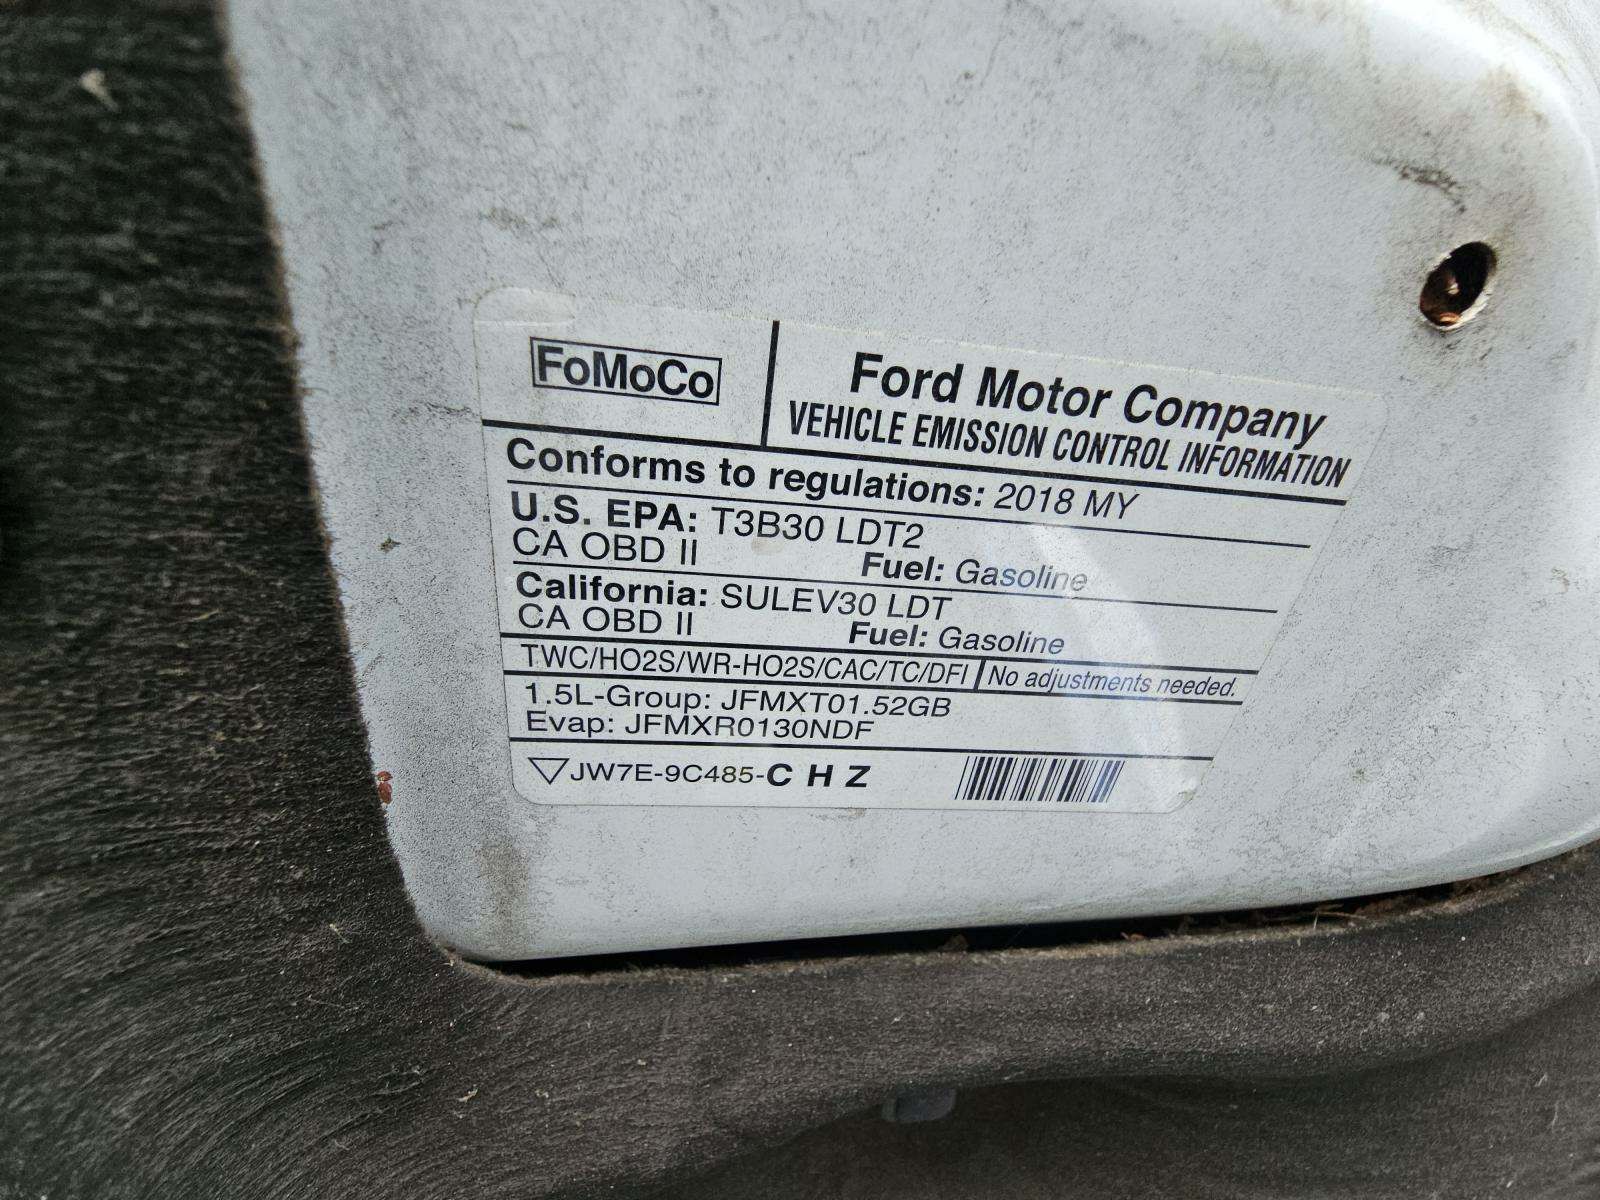 FoMoCo
Ford Motor Company
VEHICLE EMISSION CONTROL INFORMATION
Conforms to regulations: 2018 MY
U.S. EPA: T3B30 LDT2
CA OBD II Fuel: Gasoline
California: SULEV30 LDT
CA OBD II Fuel: Gasoline
TWC/HO2S/WR-HO2S/CAC/TC/DFI No adjustments needed.
1.5L-Group: JFMXT01.52GB
Evap: JFMXR0130NDF
▽JW7E-9C485-C H Z